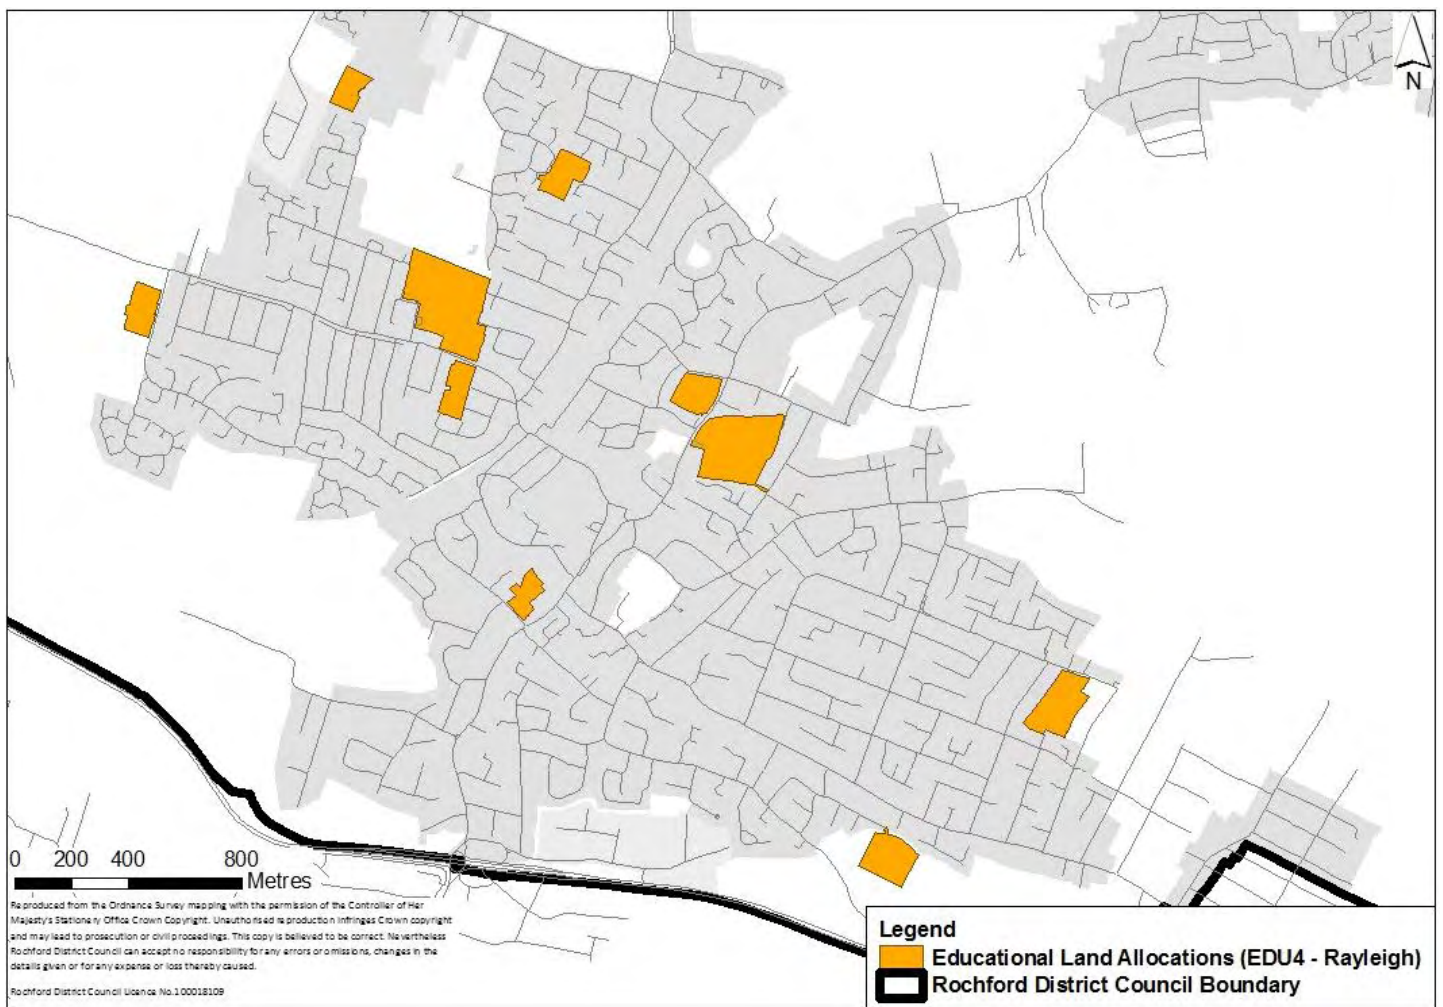 N
0 200 400 800
Metres
Reproduced from the Ordnance Survey mapping with the permission of the Controller of Her
Majesty's Stationery Office Crown Copyright. Unauthorised reproduction infringes Crown copyright
and may lead to prosecution or civil proceedings. This copy is believed to be correct. Nevertheless
Rochford District Council can accept no responsibility for any errors or omissions, changes in the
details given or for any expense or loss thereby caused.
Rochford District Council Licence No.100018109
Legend
Educational Land Allocations (EDU4 - Rayleigh)
Rochford District Council Boundary